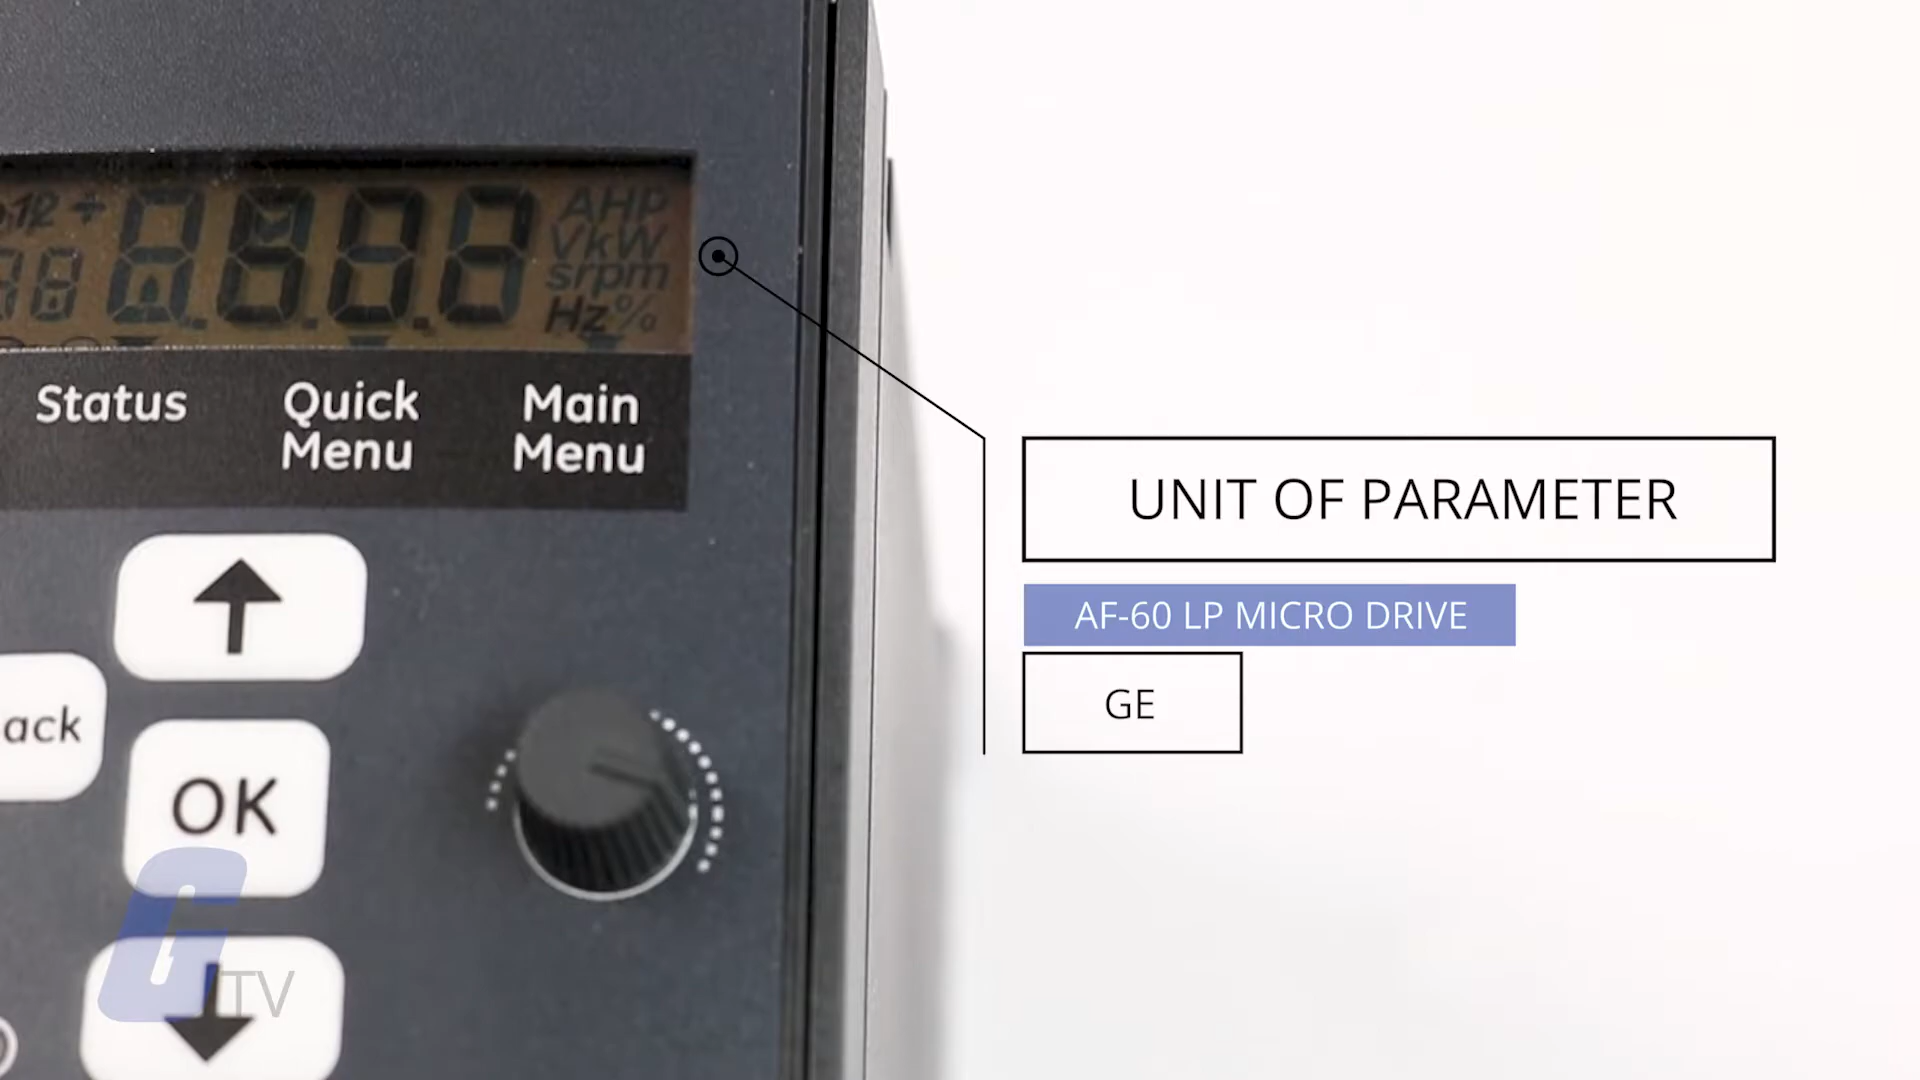 12
AHP
VkW
srpm
Hz%
Status
Quick
Menu
Main
Menu
UNIT OF PARAMETER
AF-60 LP MICRO DRIVE
GE
ack
OK
G TV